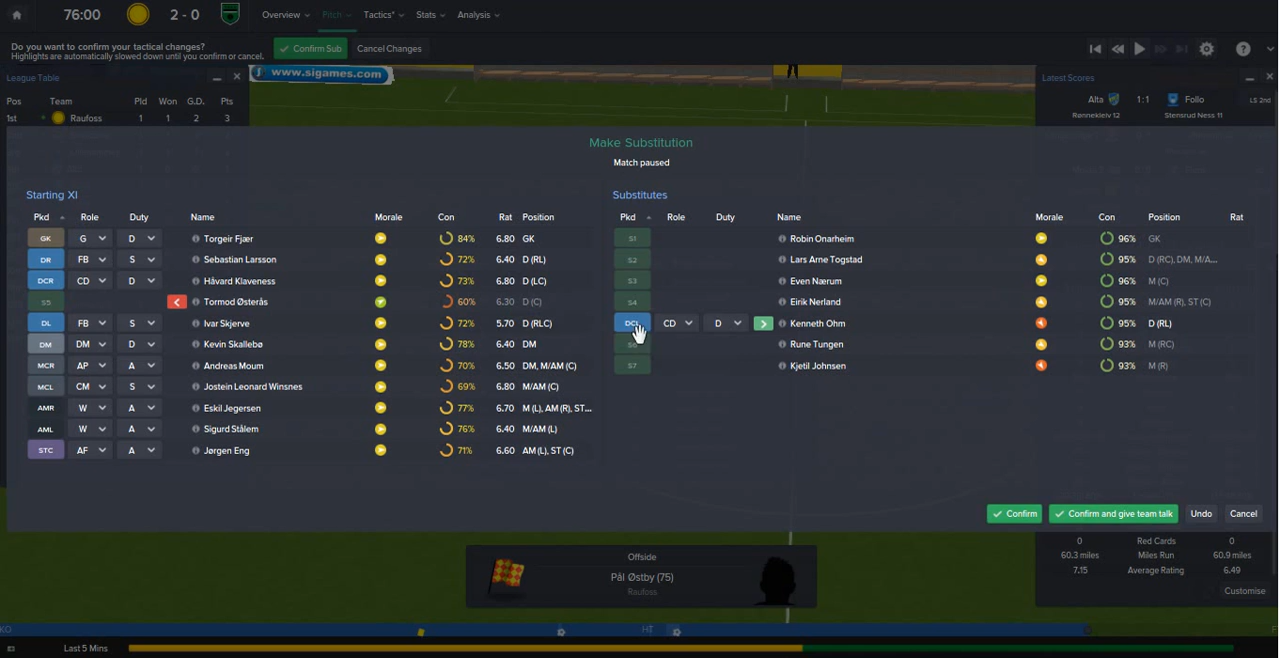 76:00 2 - 0 Overview Pitch Tactics* Stats Analysis
Do you want to confirm your tactical changes?
Highlights are automatically slowed down until you confirm or cancel.
Confirm Sub Cancel Changes
League Table
www.sigames.com
Latest Scores
Pos Team Pld Won G.D. Pts
1st Raufoss 1 1 2 3
Alta 1:1 Follo LS 2nd
Rønnekleiv 12 Stensrud Ness 11
Make Substitution
Match paused
Starting XI
Pkd Role Duty Name Morale Con Rat Position
GK G D Torgeir Fjær 84% 6.80 GK
DR FB S Sebastian Larsson 72% 6.40 D (RL)
DCR CD D Håvard Klaveness 73% 6.80 D (LC)
S5 Tormod Østerås 60% 6.30 D (C)
DL FB S Ivar Skjerve 72% 5.70 D (RLC)
DM DM D Kevin Skallebø 78% 6.40 DM
MCR AP A Andreas Moum 70% 6.50 DM, M/AM (C)
MCL CM S Jostein Leonard Winsnes 69% 6.80 M/AM (C)
AMR W A Eskil Jegersen 77% 6.70 M (L), AM (R), ST...
AML W A Sigurd Stålem 76% 6.40 M/AM (L)
STC AF A Jørgen Eng 71% 6.60 AM (L), ST (C)
Substitutes
Pkd Role Duty Name Morale Con Position Rat
S1 Robin Onarheim 96% GK
S2 Lars Arne Togstad 95% D (RC), DM, M/A...
S3 Even Nærum 96% M (C)
S4 Eirik Nerland 95% M/AM (R), ST (C)
DCL CD D Kenneth Ohm 95% D (RL)
S6 Rune Tungen 93% M (RC)
S7 Kjetil Johnsen 93% M (R)
Confirm Confirm and give team talk Undo Cancel
Offside
Pål Østby (75)
Raufoss
0 Red Cards 0
60.3 miles Miles Run 60.9 miles
7.15 Average Rating 6.49
Customise
KO HT
Last 5 Mins